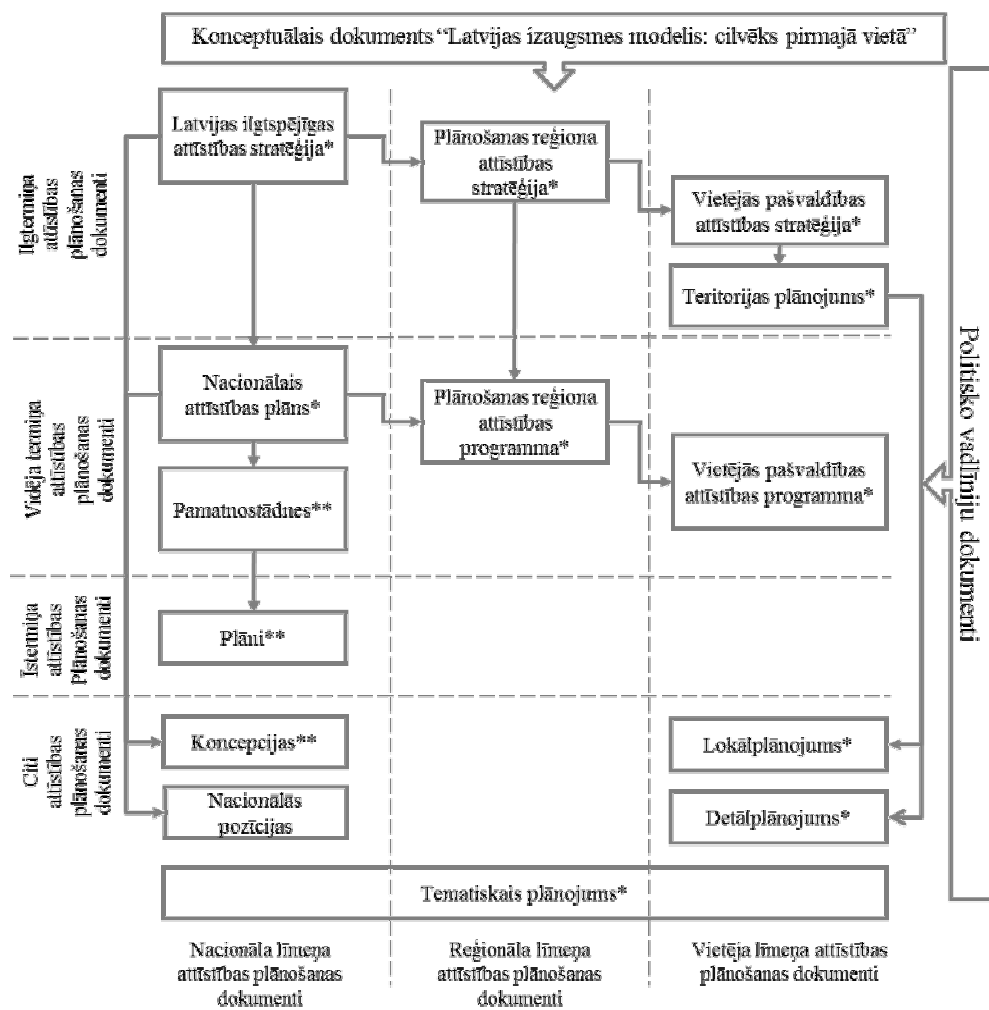 Konceptuālais dokuments “Latvijas izaugsmes modelis: cilvēks pirmajā vietā”
Ilgtermiņa
attīstības
plānošanas
dokumenti
Latvijas ilgtspējīgas
attīstības stratēģija*
Plānošanas reģiona
attīstības
stratēģija*
Vietējās pašvaldības
attīstības stratēģija*
Teritorijas plānojums*
Vidēja termiņa
attīstības
plānošanas
dokumenti
Nacionālais
attīstības plāns*
Pamatnostādnes**
Plānošanas reģiona
attīstības
programma*
Vietējās pašvaldības
attīstības programma*
Īstermiņa
attīstības
Plānošanas
dokumenti
Plāni**
Citi
attīstības
plānošanas
dokumenti
Koncepcijas**
Nacionālās
pozīcijas
Lokālplānojums*
Detālplānojums*
Tematiskais plānojums*
Politisko vadlīniju dokumenti
Nacionāla līmeņa
attīstības plānošanas
dokumenti
Reģionāla līmeņa
attīstības plānošanas
dokumenti
Vietēja līmeņa attīstības
plānošanas dokumenti